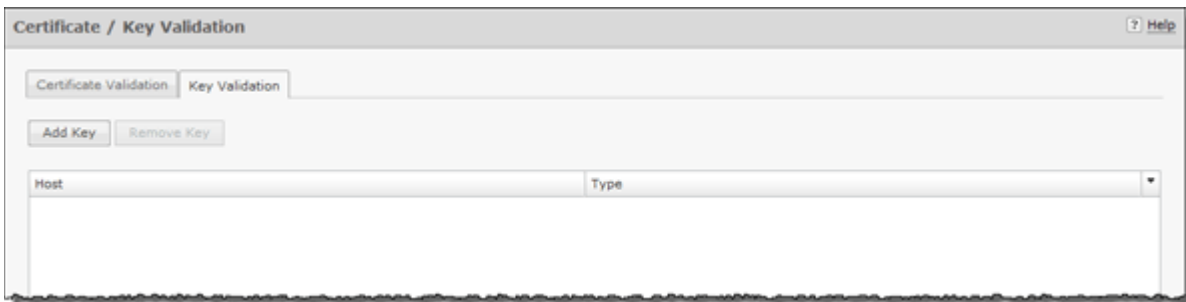 Certificate / Key Validation ? Help
Certificate Validation Key Validation
Add Key Remove Key
Host Type